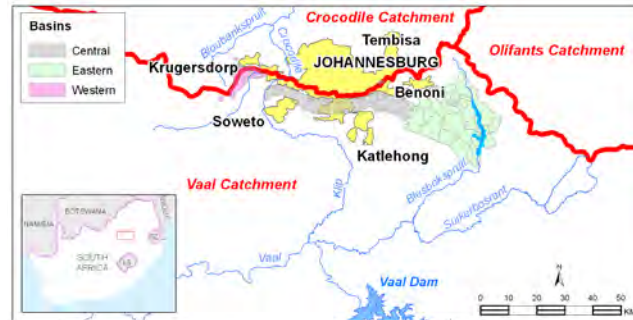 Basins
Central
Eastern
Western
Crocodile Catchment
Olifants Catchment
Vaal Catchment
Bloubankspruit
Crocodile
Tembisa
Krugersdorp
JOHANNESBURG
Benoni
Soweto
Katlehong
Klip
Blesbokspruit
Suikerbosrant
Vaal
Vaal Dam
NAMIBIA
BOTSWANA
SOUTH
AFRICA
N
0 10 20 30 40 50